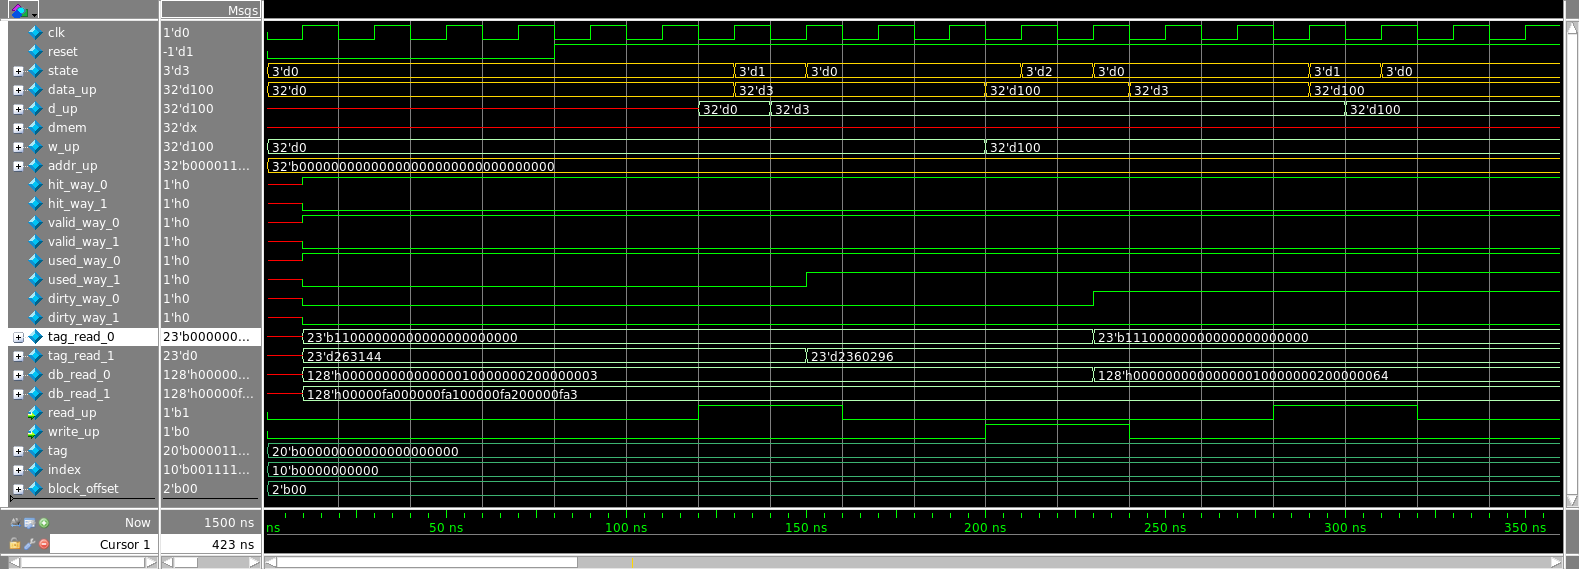 Msgs
clk 1'd0
reset -1'd1
state 3'd3 3'd0 3'd1 3'd0 3'd2 3'd0 3'd1 3'd0
data_up 32'd100 32'd0 32'd3 32'd100 32'd3 32'd100
d_up 32'd100 32'd0 32'd3 32'd100
dmem 32'dx
w_up 32'd100 32'd0 32'd100
addr_up 32'b000011... 32'b00000000000000000000000000000000
hit_way_0 1'h0
hit_way_1 1'h0
valid_way_0 1'h0
valid_way_1 1'h0
used_way_0 1'h0
used_way_1 1'h0
dirty_way_0 1'h0
dirty_way_1 1'h0
tag_read_0 23'b000000... 23'b11000000000000000000000 23'b11100000000000000000000
tag_read_1 23'd0 23'd263144 23'd2360296
db_read_0 128'h00000... 128'h00000000000000010000000200000003 128'h00000000000000010000000200000064
db_read_1 128'h00000f... 128'h00000fa000000fa100000fa200000fa3
read_up 1'b1
write_up 1'b0
tag 20'b000011... 20'b00000000000000000000
index 10'b001111... 10'b0000000000
block_offset 2'b00 2'b00
Now 1500 ns ns 50 ns 100 ns 150 ns 200 ns 250 ns 300 ns 350 ns
Cursor 1 423 ns